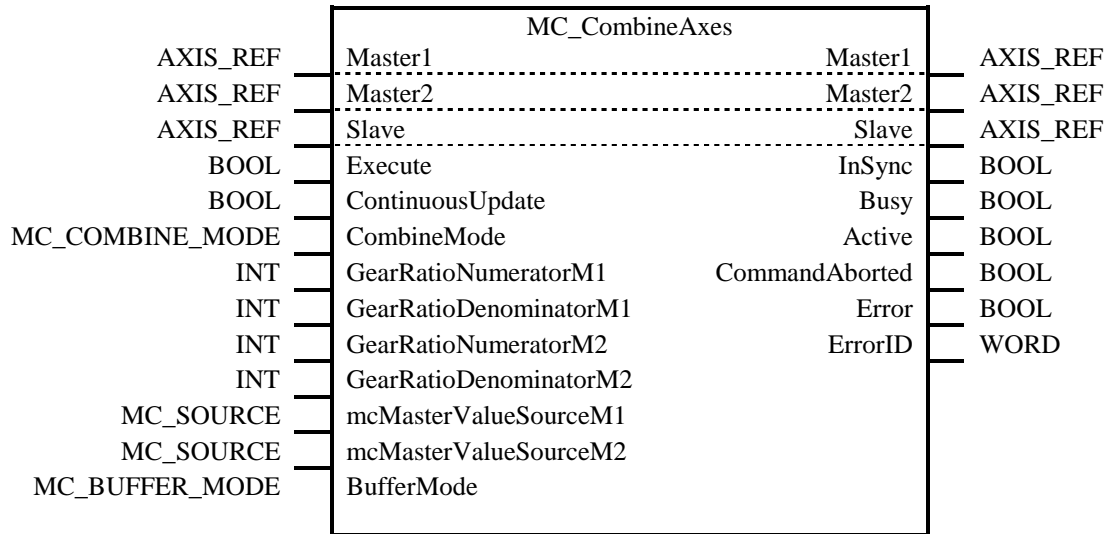 MC_CombineAxes
AXIS_REF Master1 Master1 AXIS_REF
AXIS_REF Master2 Master2 AXIS_REF
AXIS_REF Slave Slave AXIS_REF
BOOL Execute InSync BOOL
BOOL ContinuousUpdate Busy BOOL
MC_COMBINE_MODE CombineMode Active BOOL
INT GearRatioNumeratorM1 CommandAborted BOOL
INT GearRatioDenominatorM1 Error BOOL
INT GearRatioNumeratorM2 ErrorID WORD
INT GearRatioDenominatorM2
MC_SOURCE mcMasterValueSourceM1
MC_SOURCE mcMasterValueSourceM2
MC_BUFFER_MODE BufferMode